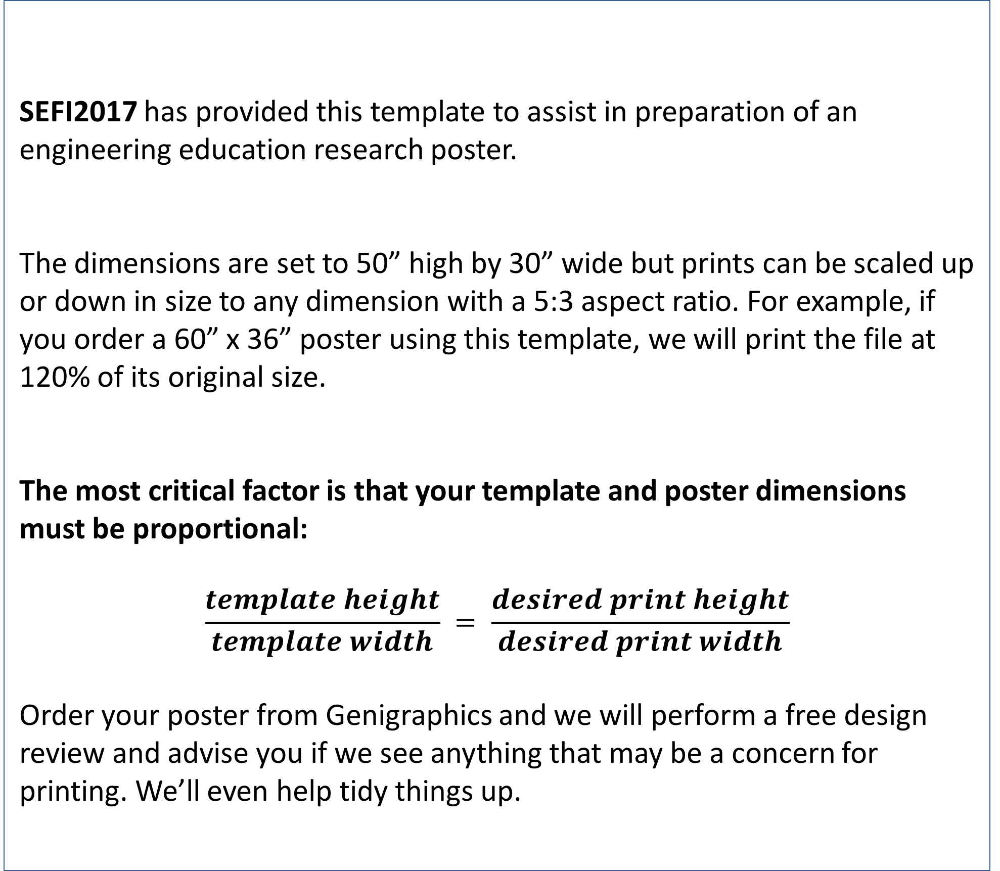 SEFI2017 has provided this template to assist in preparation of an
engineering education research poster.
The dimensions are set to 50” high by 30” wide but prints can be scaled up
or down in size to any dimension with a 5:3 aspect ratio. For example, if
you order a 60” x 36” poster using this template, we will print the file at
120% of its original size.
The most critical factor is that your template and poster dimensions
must be proportional:
template height / template width = desired print height / desired print width
Order your poster from Genigraphics and we will perform a free design
review and advise you if we see anything that may be a concern for
printing. We’ll even help tidy things up.